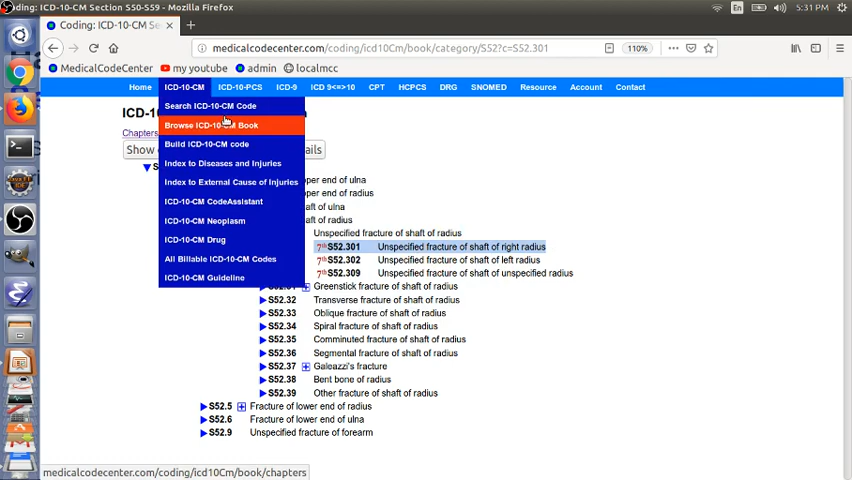 Coding: ICD-10-CM Section S50-S59 - Mozilla Firefox
En
5:31 PM
Coding: ICD-10-CM Se
medicalcodecenter.com/coding/icd10Cm/book/category/S52?c=S52.301
110%
MedicalCodeCenter
my youtube
admin
localmcc
Home
ICD-10-CM
ICD-10-PCS
ICD-9
ICD 9<=>10
CPT
HCPCS
DRG
SNOMED
Resource
Account
Contact
Search ICD-10-CM Code
Chapters
Browse ICD-10-CM Book
Show
ails
Build ICD-10-CM code
Index to Diseases and Injuries
Index to External Cause of Injuries
ICD-10-CM CodeAssistant
ICD-10-CM Neoplasm
ICD-10-CM Drug
All Billable ICD-10-CM Codes
ICD-10-CM Guideline
pper end of ulna
pper end of radius
aft of ulna
aft of radius
Unspecified fracture of shaft of radius
7th S52.301 Unspecified fracture of shaft of right radius
7th S52.302 Unspecified fracture of shaft of left radius
7th S52.309 Unspecified fracture of shaft of unspecified radius
Greenstick fracture of shaft of radius
S52.32 Transverse fracture of shaft of radius
S52.33 Oblique fracture of shaft of radius
S52.34 Spiral fracture of shaft of radius
S52.35 Comminuted fracture of shaft of radius
S52.36 Segmental fracture of shaft of radius
S52.37 Galeazzi's fracture
S52.38 Bent bone of radius
S52.39 Other fracture of shaft of radius
S52.5 Fracture of lower end of radius
S52.6 Fracture of lower end of ulna
S52.9 Unspecified fracture of forearm
medicalcodecenter.com/coding/icd10Cm/book/chapters